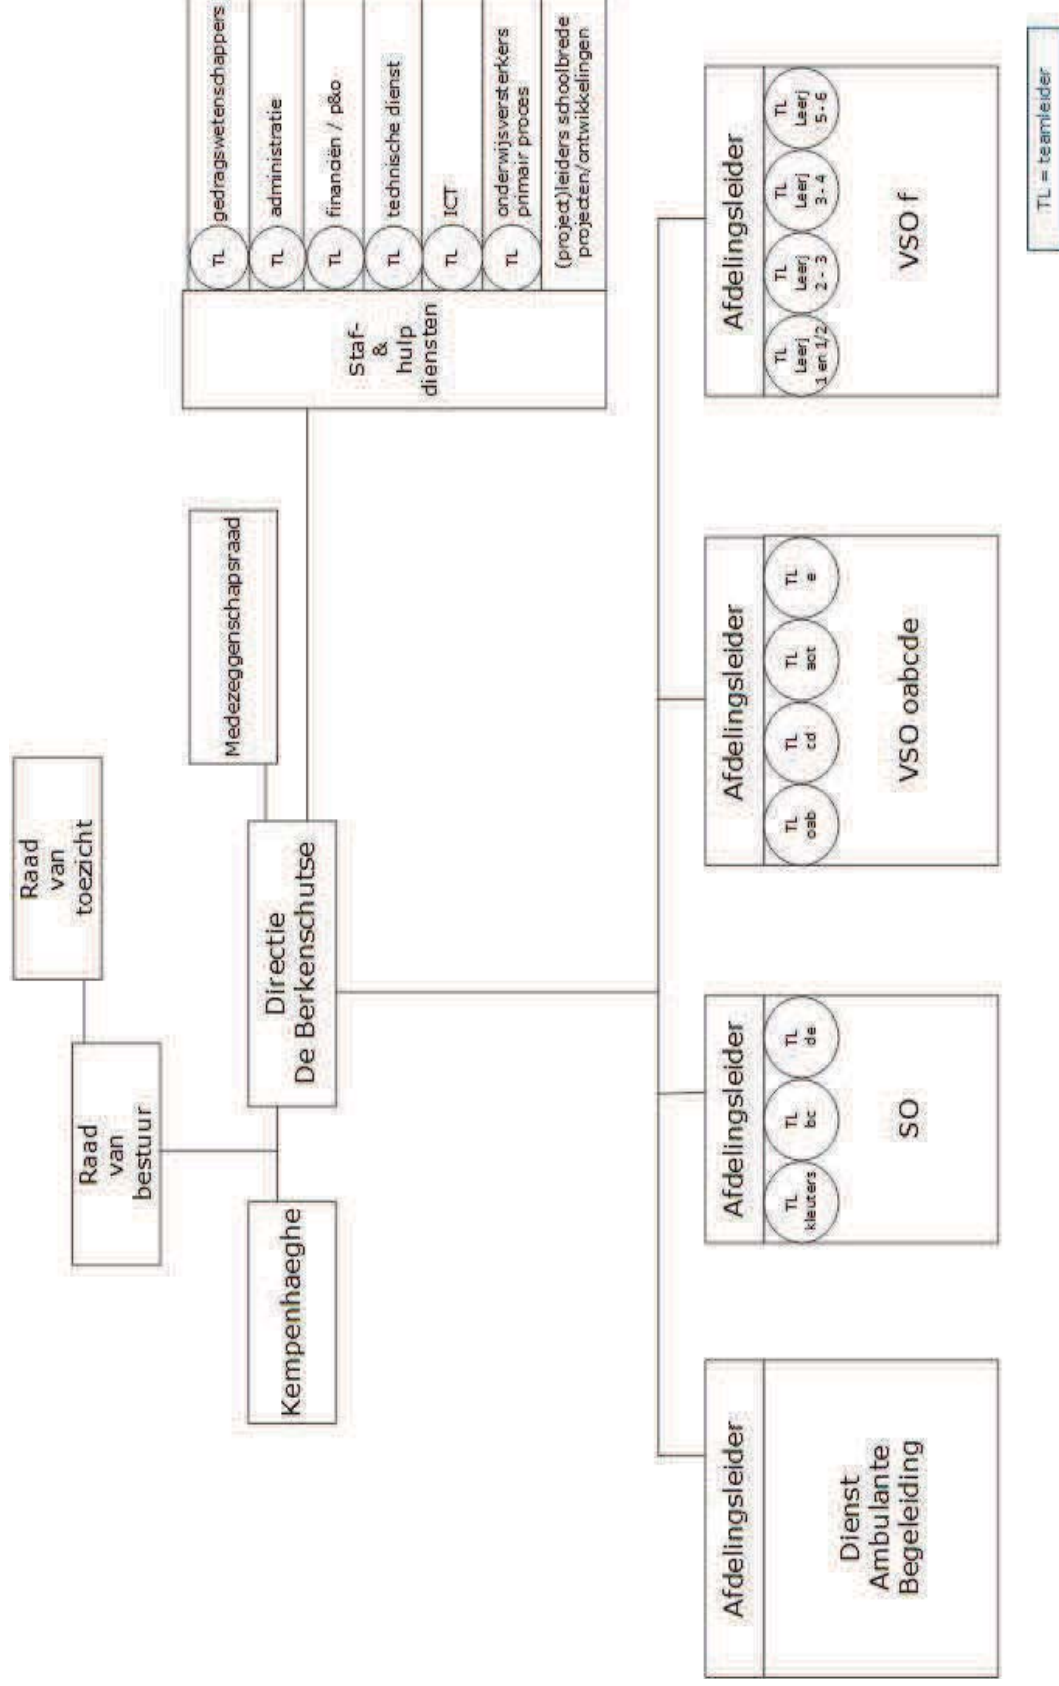 Raad
van
toezicht
Raad
van
bestuur
Kempenhaeghe
Directie
De Berkenschutse
Medezeggenschapsraad
Staf-
&
hulp
diensten
TL gedragswetenschappers
TL administratie
TL financiën / p&o
TL technische dienst
TL ICT
TL onderwijsversterkers
primair proces
(project)leiders schoolbrede
projecten/ontwikkelingen
Afdelingsleider
Dienst
Ambulante
Begeleiding
Afdelingsleider
TL
kleuters
TL
bc
TL
de
SO
Afdelingsleider
TL
oab
TL
cd
TL
aot
TL
e
VSO oabcde
Afdelingsleider
TL
Leerj
1 en 1/2
TL
Leerj
2 - 3
TL
Leerj
3 - 4
TL
Leerj
5 - 6
VSO f
TL = teamleider